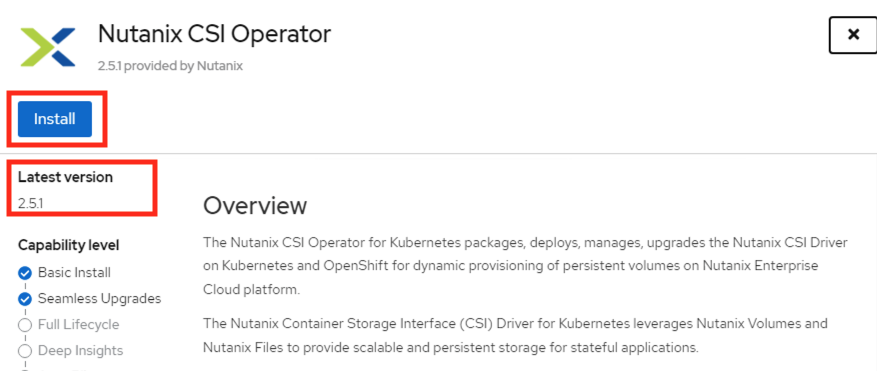 Nutanix CSI Operator
2.5.1 provided by Nutanix
Install
Latest version
2.5.1
Capability level
Basic Install
Seamless Upgrades
Full Lifecycle
Deep Insights
Overview
The Nutanix CSI Operator for Kubernetes packages, deploys, manages, upgrades the Nutanix CSI Driver
on Kubernetes and OpenShift for dynamic provisioning of persistent volumes on Nutanix Enterprise
Cloud platform.
The Nutanix Container Storage Interface (CSI) Driver for Kubernetes leverages Nutanix Volumes and
Nutanix Files to provide scalable and persistent storage for stateful applications.